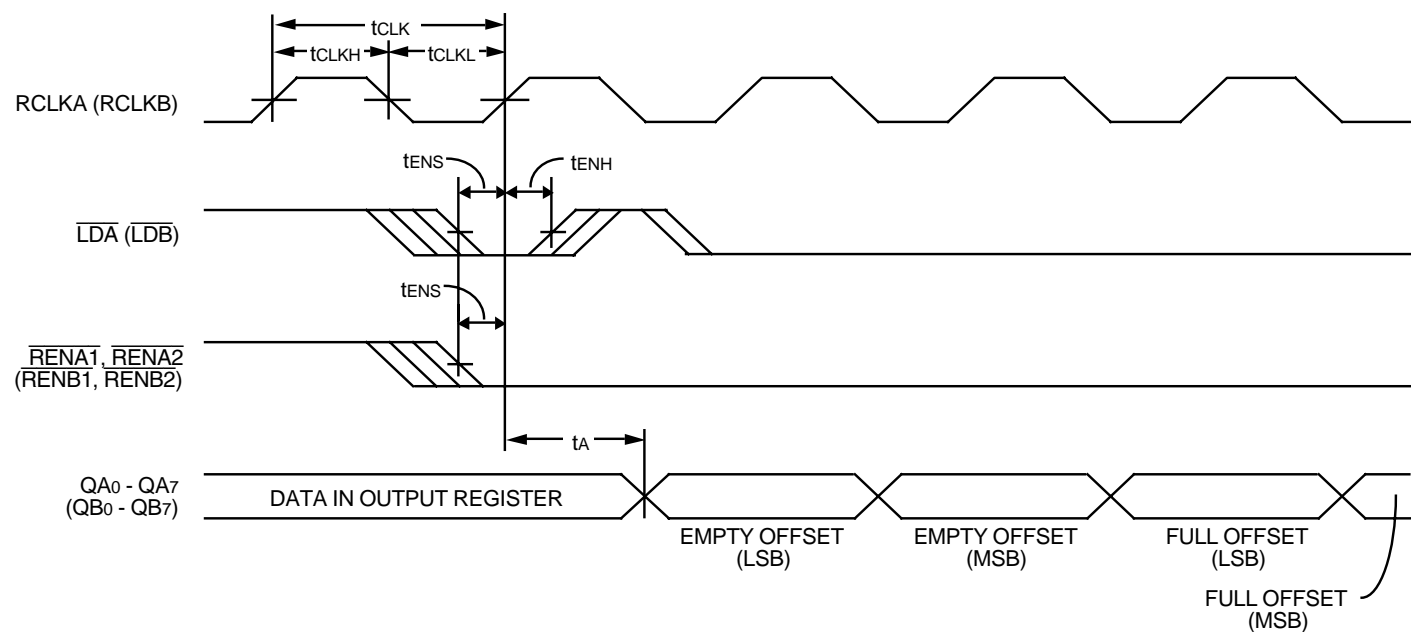 tCLK
tCLKH
tCLKL
RCLKA (RCLKB)
tENS
tENH
LDA (LDB)
tENS
RENA1, RENA2
(RENB1, RENB2)
tA
QA0 - QA7
(QB0 - QB7)
DATA IN OUTPUT REGISTER
EMPTY OFFSET
(LSB)
EMPTY OFFSET
(MSB)
FULL OFFSET
(LSB)
FULL OFFSET
(MSB)